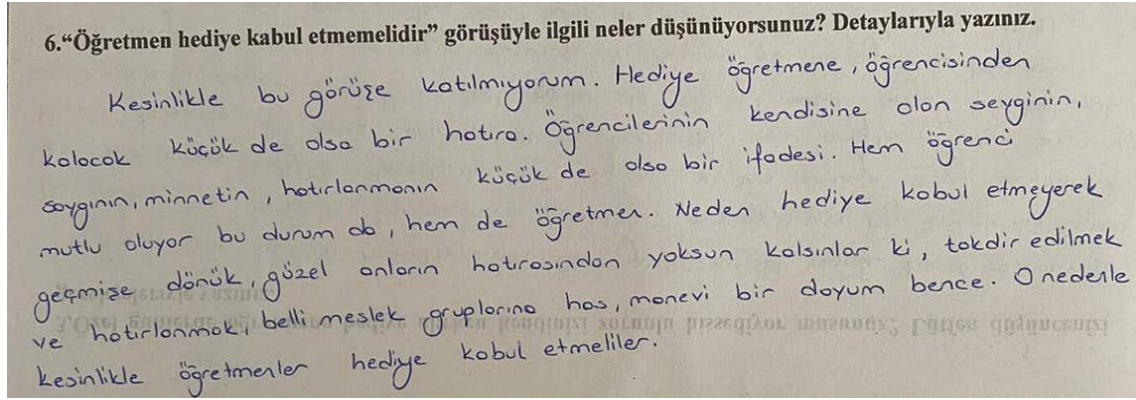 6.“Öğretmen hediye kabul etmemelidir” görüşüyle ilgili neler düşünüyorsunuz? Detaylarıyla yazınız.
Kesinlikle bu görüşe katılmıyorum. Hediye öğretmene, öğrencisinden
kalacak küçük de olsa bir hatıra. Öğrencilerinin kendisine olan sevginin,
saygının, minnetin, hatırlanmanın küçük de olsa bir ifadesi. Hem öğrenci
mutlu oluyor bu durum da, hem de öğretmen. Neden hediye kabul etmeyerek
geçmişe dönük, güzel anların hatırasından yoksun kalsınlar ki, takdir edilmek
ve hatırlanmak, belli meslek gruplarına has, manevi bir doyum bence. O nedenle
kesinlikle öğretmenler hediye kabul etmeliler.